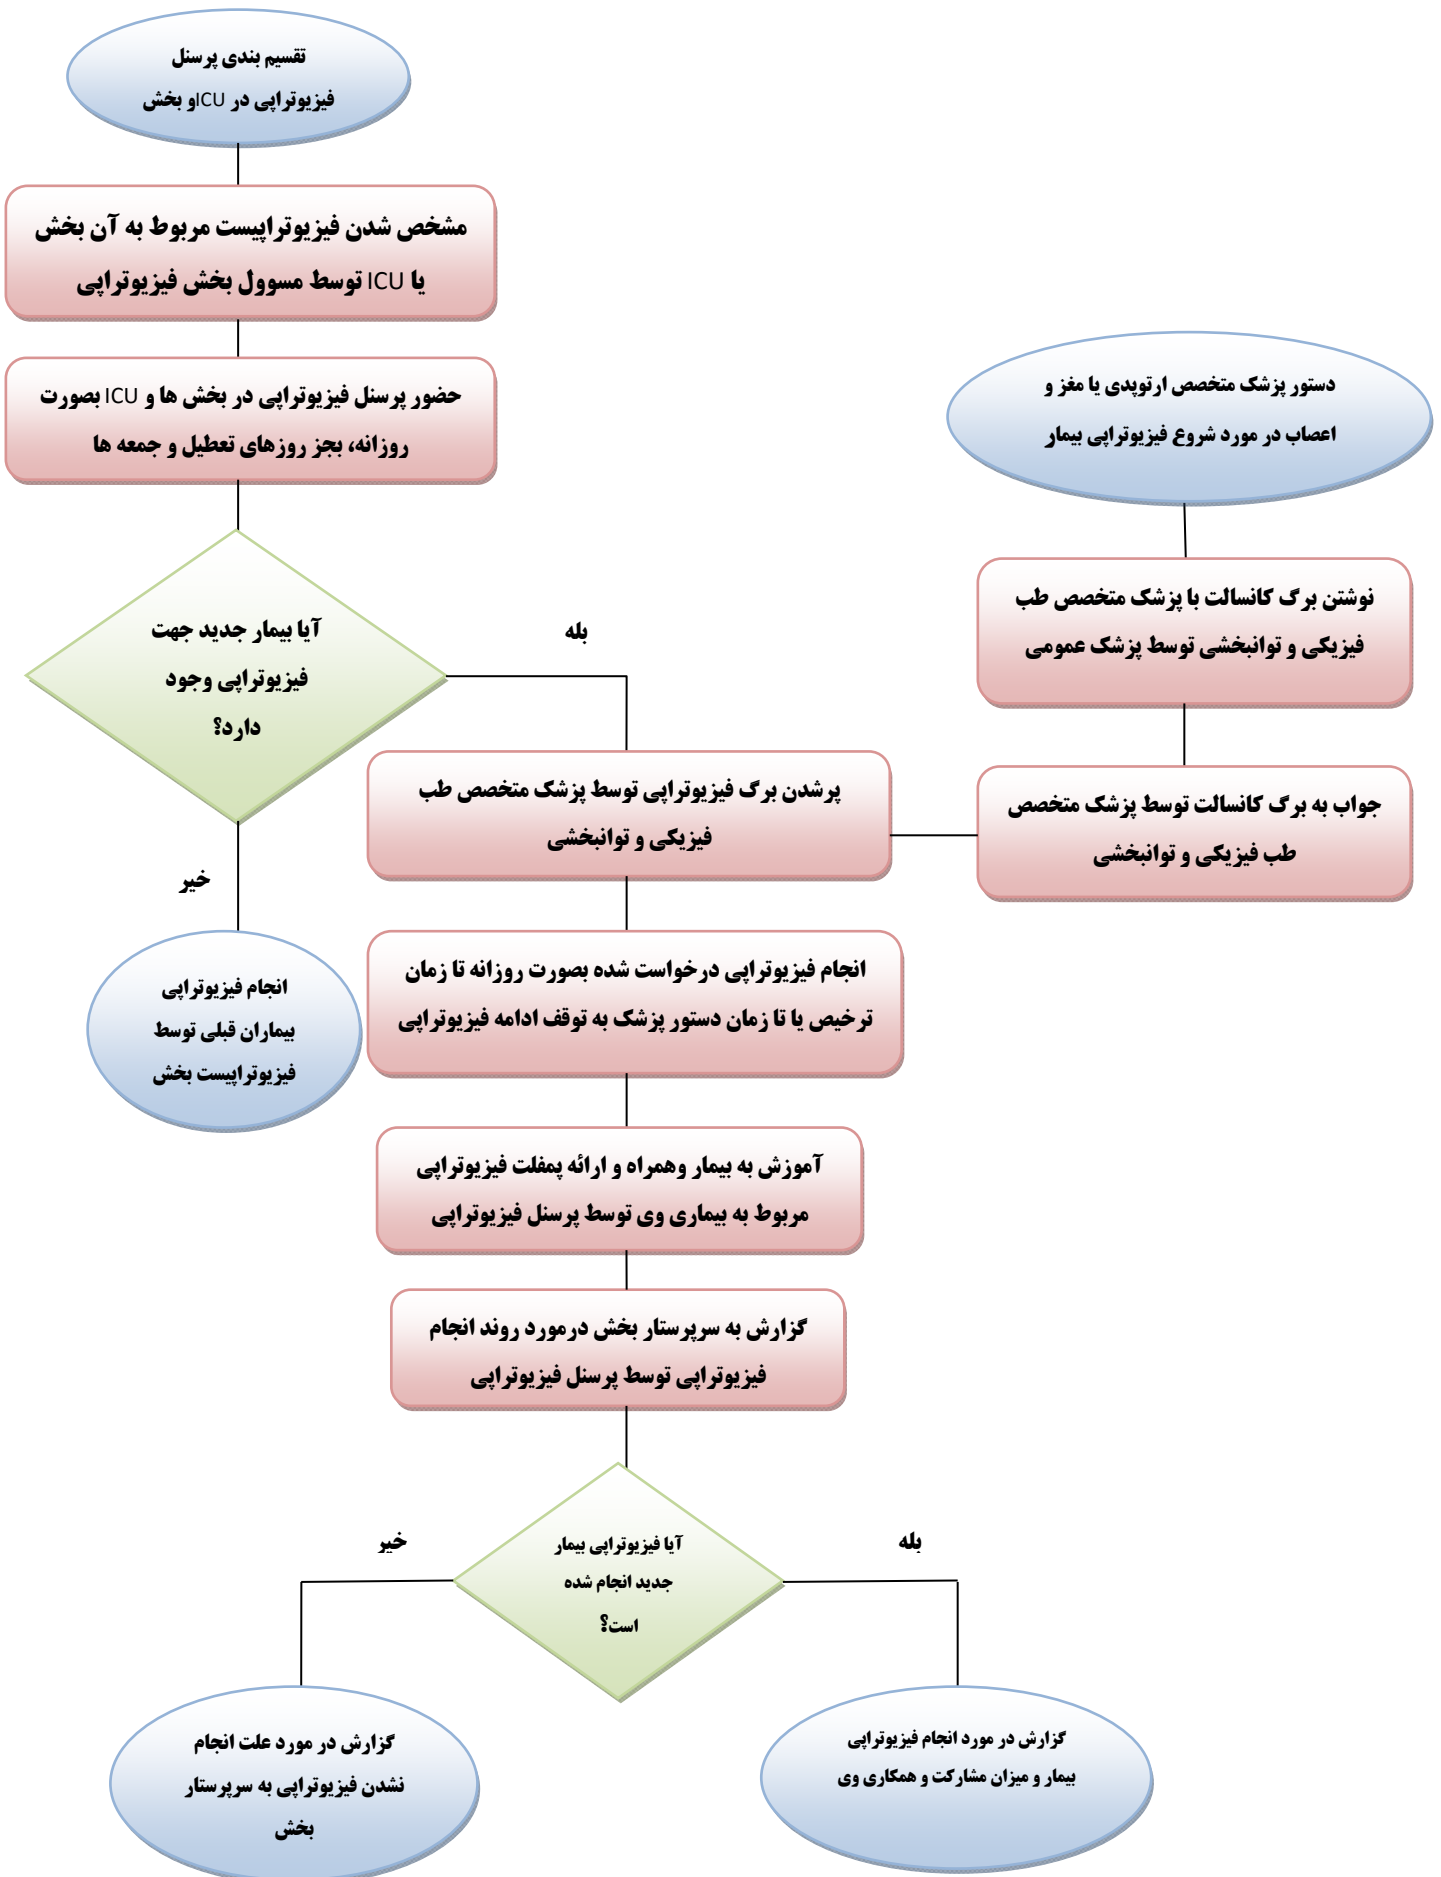 تقسیم بندی پرسنل
فیزیوتراپی در ICUو بخش
مشخص شدن فیزیوتراپیست مربوط به آن بخش
یا ICU توسط مسوول بخش فیزیوتراپی
حضور پرسنل فیزیوتراپی در بخش ها و ICU بصورت
روزانه، بجز روزهای تعطیل و جمعه ها
دستور پزشک متخصص ارتوپدی یا مغز و
اعصاب در مورد شروع فیزیوتراپی بیمار
نوشتن برگ کانسالت با پزشک متخصص طب
فیزیکی و توانبخشی توسط پزشک عمومی
آیا بیمار جدید جهت
فیزیوتراپی وجود
دارد؟
بله
جواب به برگ کانسالت توسط پزشک متخصص
طب فیزیکی و توانبخشی
پرشدن برگ فیزیوتراپی توسط پزشک متخصص طب
فیزیکی و توانبخشی
خیر
انجام فیزیوتراپی
بیماران قبلی توسط
فیزیوتراپیست بخش
انجام فیزیوتراپی درخواست شده بصورت روزانه تا زمان
ترخیص یا تا زمان دستور پزشک به توقف ادامه فیزیوتراپی
آموزش به بیمار وهمراه و ارائه پمفلت فیزیوتراپی
مربوط به بیماری وی توسط پرسنل فیزیوتراپی
گزارش به سرپرستار بخش درمورد روند انجام
فیزیوتراپی توسط پرسنل فیزیوتراپی
آیا فیزیوتراپی بیمار
جدید انجام شده
است؟
بله
خیر
گزارش در مورد انجام فیزیوتراپی
بیمار و میزان مشارکت و همکاری وی
گزارش در مورد علت انجام
نشدن فیزیوتراپی به سرپرستار
بخش